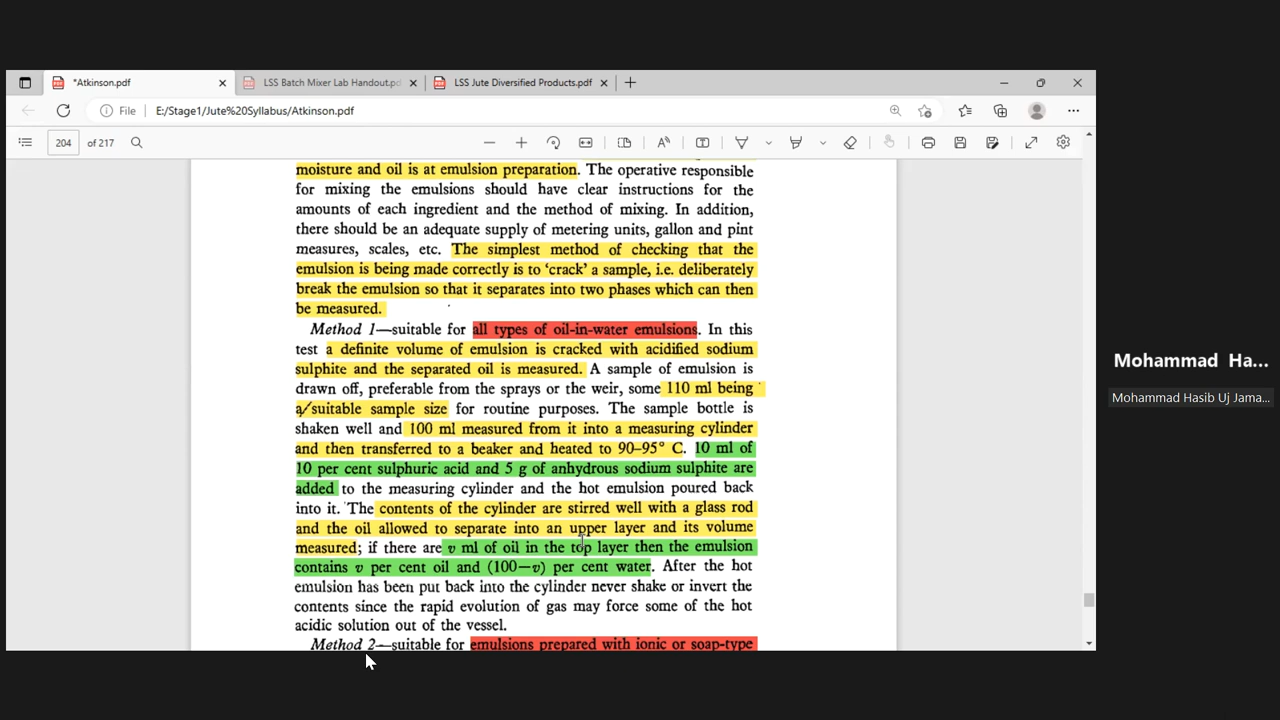 *Atkinson.pdf
LSS Batch Mixer Lab Handout.pd
LSS Jute Diversified Products.pdf
File
E:/Stage1/Jute%20Syllabus/Atkinson.pdf
204 of 217
moisture and oil is at emulsion preparation. The operative responsible
for mixing the emulsions should have clear instructions for the
amounts of each ingredient and the method of mixing. In addition,
there should be an adequate supply of metering units, gallon and pint
measures, scales, etc. The simplest method of checking that the
emulsion is being made correctly is to ‘crack’ a sample, i.e. deliberately
break the emulsion so that it separates into two phases which can then
be measured.
Method 1—suitable for all types of oil-in-water emulsions. In this
test a definite volume of emulsion is cracked with acidified sodium
sulphite and the separated oil is measured. A sample of emulsion is
drawn off, preferable from the sprays or the weir, some 110 ml being
a suitable sample size for routine purposes. The sample bottle is
shaken well and 100 ml measured from it into a measuring cylinder
and then transferred to a beaker and heated to 90–95° C. 10 ml of
10 per cent sulphuric acid and 5 g of anhydrous sodium sulphite are
added to the measuring cylinder and the hot emulsion poured back
into it. The contents of the cylinder are stirred well with a glass rod
and the oil allowed to separate into an upper layer and its volume
measured; if there are v ml of oil in the top layer then the emulsion
contains v per cent oil and (100—v) per cent water. After the hot
emulsion has been put back into the cylinder never shake or invert the
contents since the rapid evolution of gas may force some of the hot
acidic solution out of the vessel.
Method 2—suitable for emulsions prepared with ionic or soap-type
Mohammad Ha...
Mohammad Hasib Uj Jama...